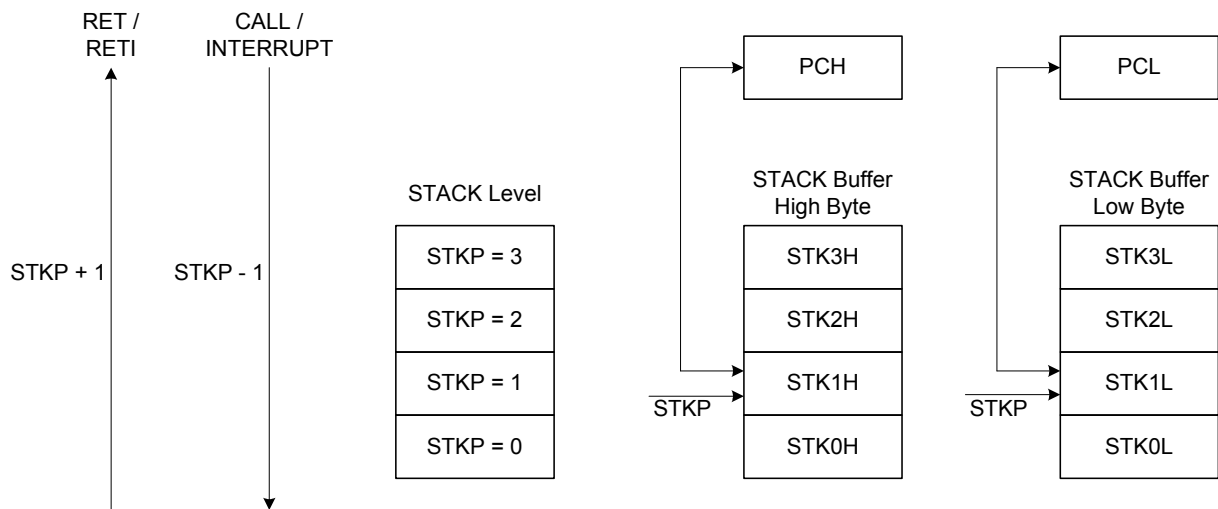 RET /
RETI
CALL /
INTERRUPT
PCH
PCL
STACK Level
STACK Buffer
High Byte
STACK Buffer
Low Byte
STKP + 1
STKP - 1
STKP = 3
STK3H
STK3L
STKP = 2
STK2H
STK2L
STKP = 1
STK1H
STK1L
STKP
STKP
STKP = 0
STK0H
STK0L